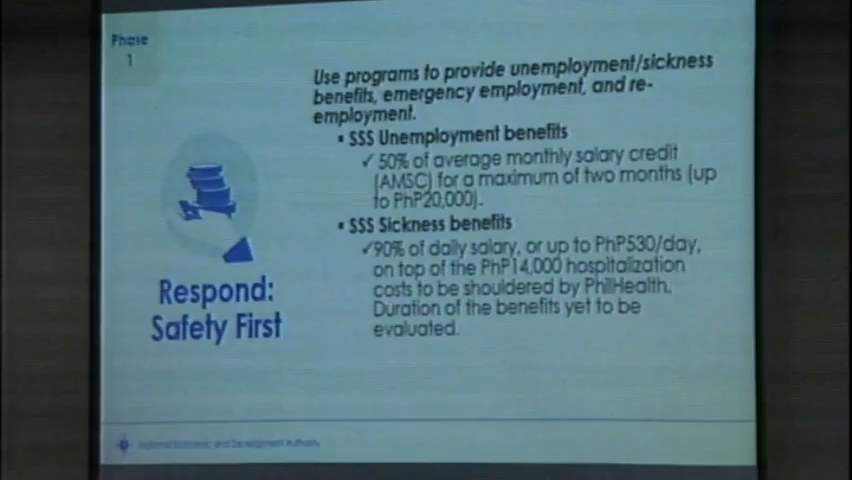 Phase
1
Use programs to provide unemployment/sickness
benefits, emergency employment, and re-
employment.
▪ SSS Unemployment benefits
✓ 50% of average monthly salary credit
(AMSC) for a maximum of two months (up
to PhP20,000).
▪ SSS Sickness benefits
✓90% of daily salary, or up to PhP530/day,
on top of the PhP14,000 hospitalization
costs to be shouldered by PhilHealth.
Duration of the benefits yet to be
evaluated.
Respond:
Safety First
National Economic and Development Authority